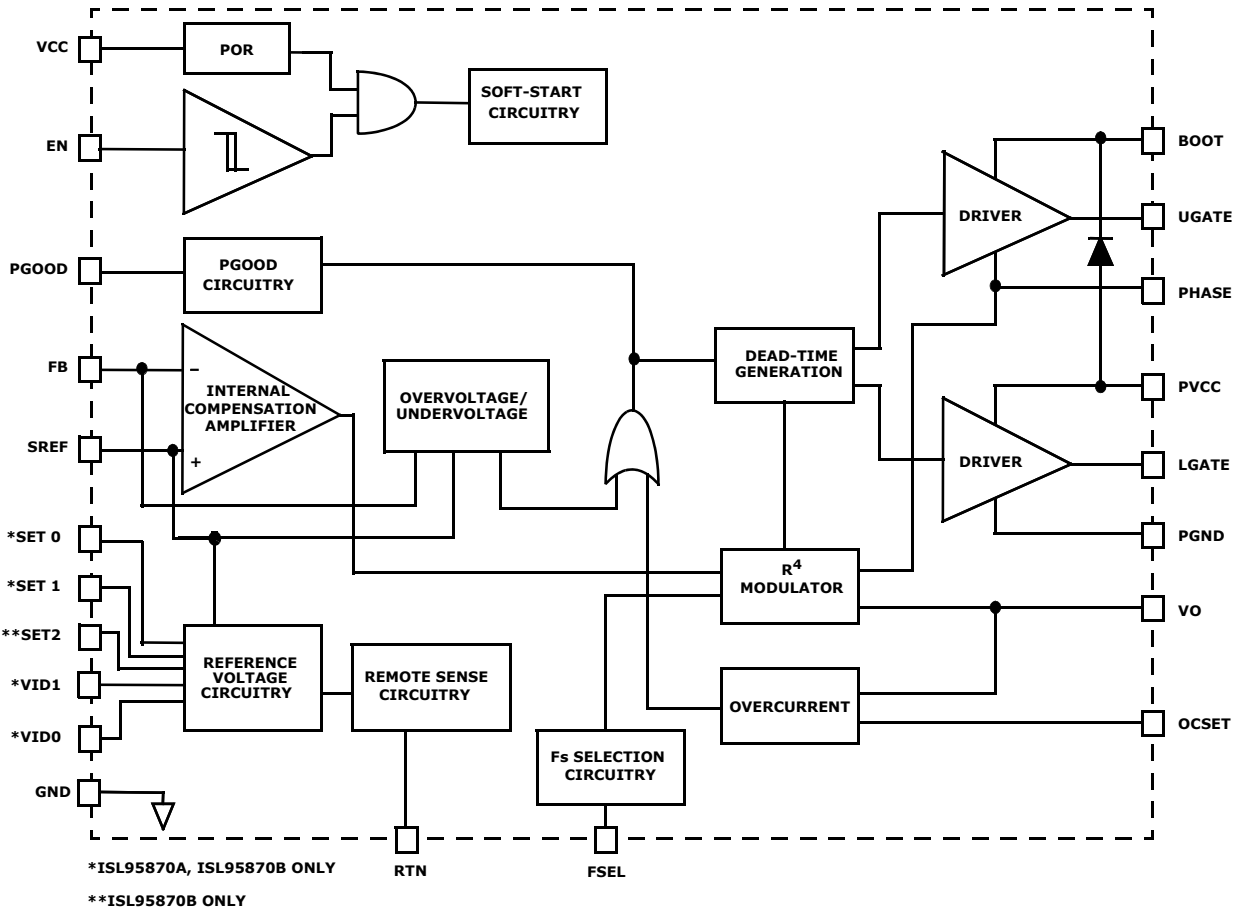 VCC
POR
SOFT-START
CIRCUITRY
EN
BOOT
DRIVER
UGATE
PGOOD
PGOOD
CIRCUITRY
PHASE
FB
−
INTERNAL
COMPENSATION
AMPLIFIER
+
SREF
OVERVOLTAGE/
UNDERVOLTAGE
DEAD-TIME
GENERATION
PVCC
DRIVER
LGATE
PGND
*SET 0
*SET 1
**SET2
*VID1
*VID0
GND
REFERENCE
VOLTAGE
CIRCUITRY
REMOTE SENSE
CIRCUITRY
R4
MODULATOR
VO
OVERCURRENT
OCSET
Fs SELECTION
CIRCUITRY
RTN
FSEL
*ISL95870A, ISL95870B ONLY
**ISL95870B ONLY